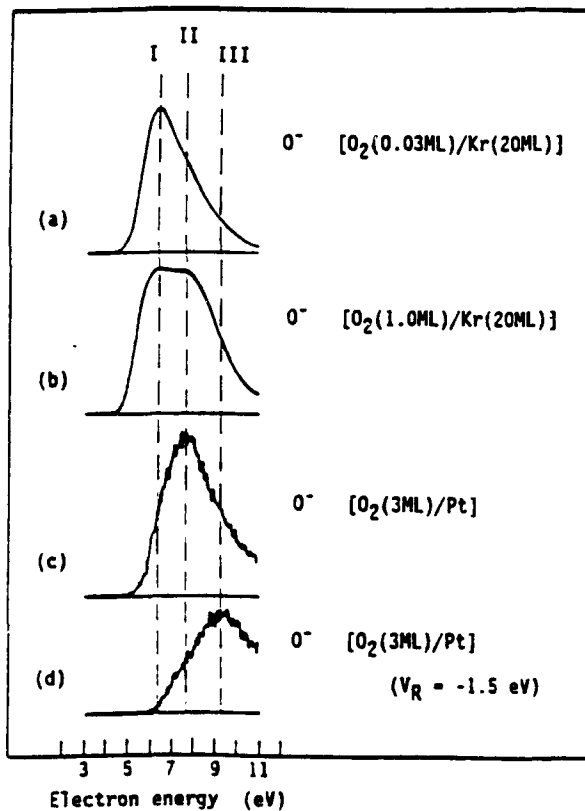 I II III
(a) O⁻ [O₂(0.03ML)/Kr(20ML)]
(b) O⁻ [O₂(1.0ML)/Kr(20ML)]
(c) O⁻ [O₂(3ML)/Pt]
(d) O⁻ [O₂(3ML)/Pt]
(V_R = -1.5 eV)
3 5 7 9 11
Electron energy (eV)